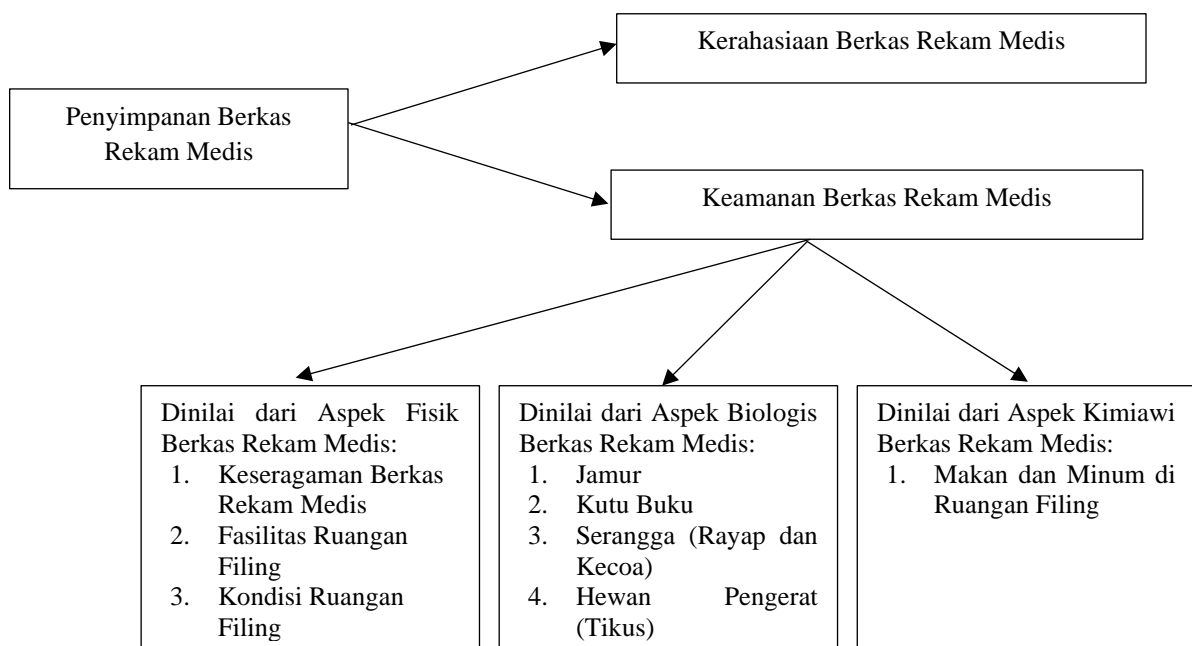 Kerahasiaan Berkas Rekam Medis
Penyimpanan Berkas
Rekam Medis
Keamanan Berkas Rekam Medis
Dinilai dari Aspek Fisik
Berkas Rekam Medis:
1. Keseragaman Berkas
Rekam Medis
2. Fasilitas Ruangan
Filing
3. Kondisi Ruangan
Filing
Dinilai dari Aspek Biologis
Berkas Rekam Medis:
1. Jamur
2. Kutu Buku
3. Serangga (Rayap dan
Kecoa)
4. Hewan Pengerat
(Tikus)
Dinilai dari Aspek Kimiawi
Berkas Rekam Medis:
1. Makan dan Minum di
Ruangan Filing